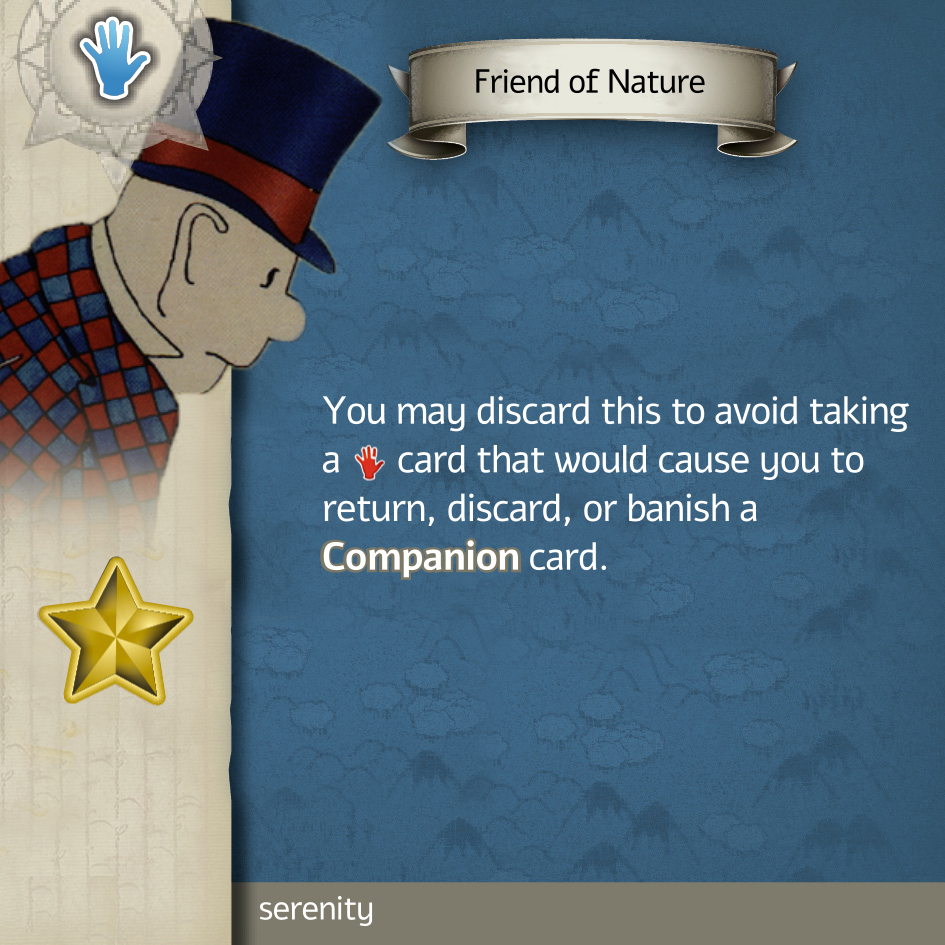 Friend of Nature
You may discard this to avoid taking
a card that would cause you to
return, discard, or banish a
Companion card.
serenity